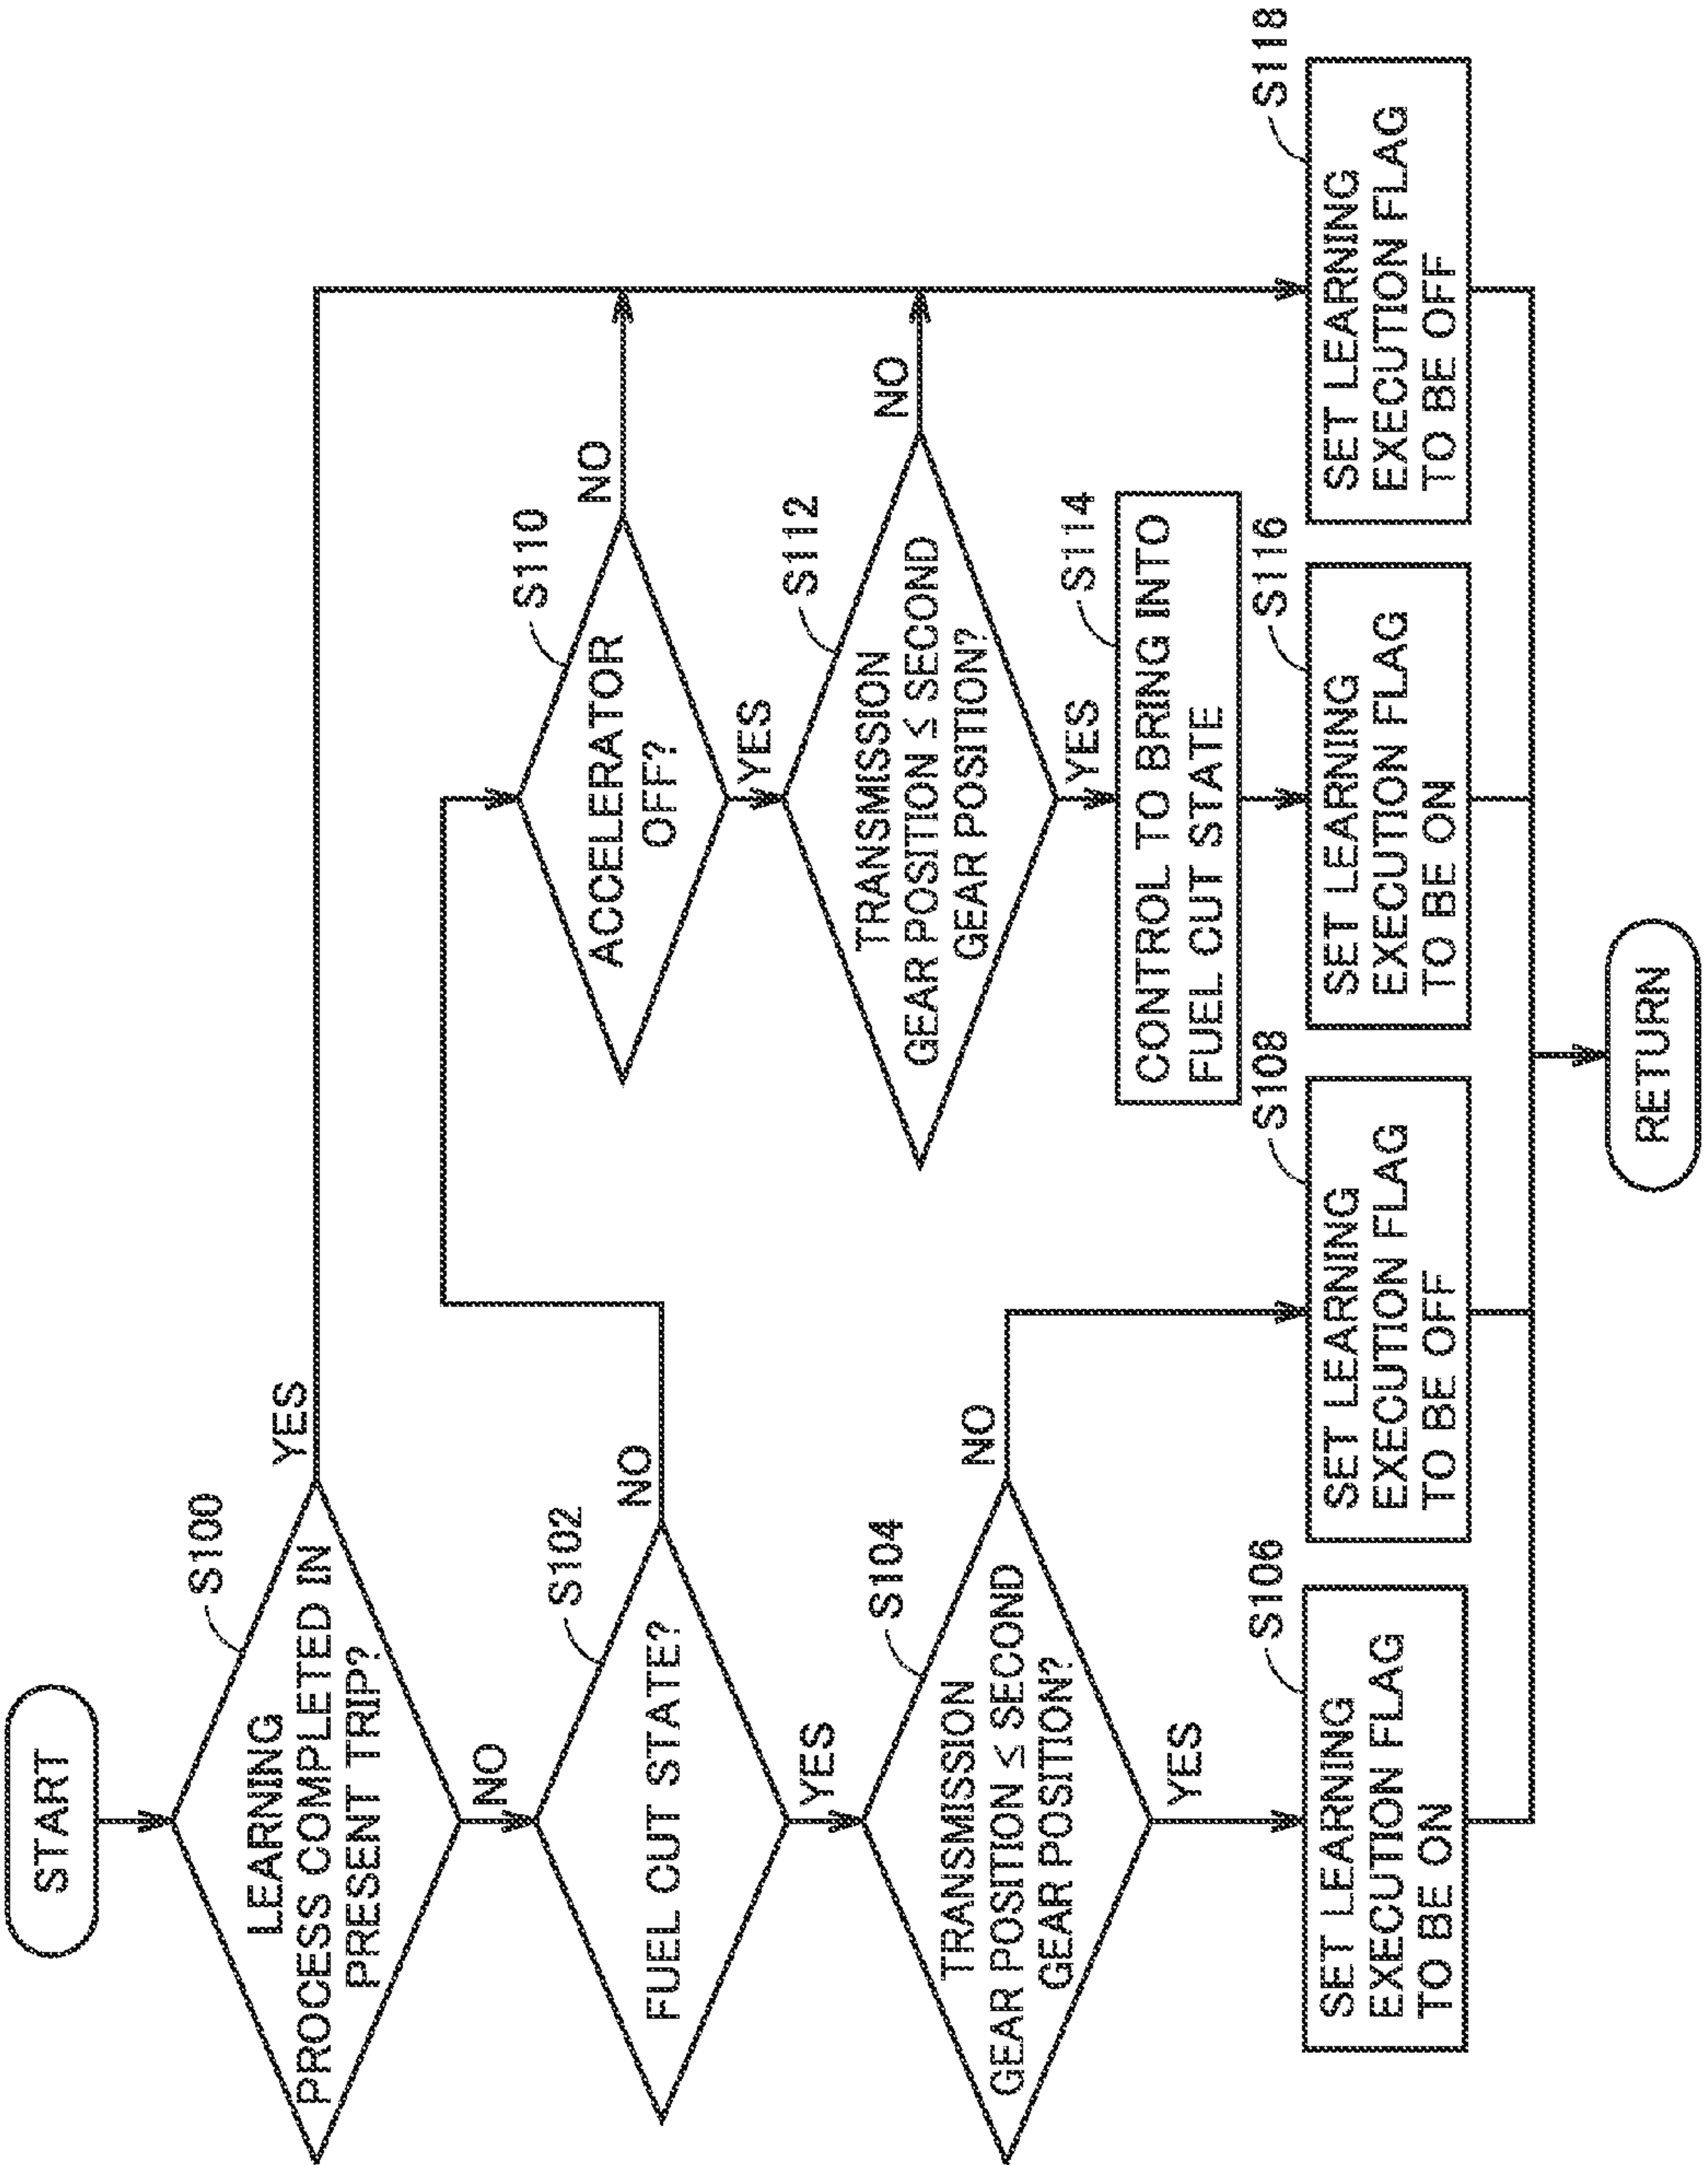 START
S100
LEARNING
PROCESS COMPLETED IN
PRESENT TRIP?
YES
NO
S102
FUEL CUT STATE?
NO
YES
S104
TRANSMISSION
GEAR POSITION ≤ SECOND
GEAR POSITION?
NO
YES
S106
SET LEARNING
EXECUTION FLAG
TO BE ON
S108
SET LEARNING
EXECUTION FLAG
TO BE OFF
S110
ACCELERATOR
OFF?
NO
YES
S112
TRANSMISSION
GEAR POSITION ≤ SECOND
GEAR POSITION?
NO
YES
S114
CONTROL TO BRING INTO
FUEL CUT STATE
S116
SET LEARNING
EXECUTION FLAG
TO BE ON
S118
SET LEARNING
EXECUTION FLAG
TO BE OFF
RETURN